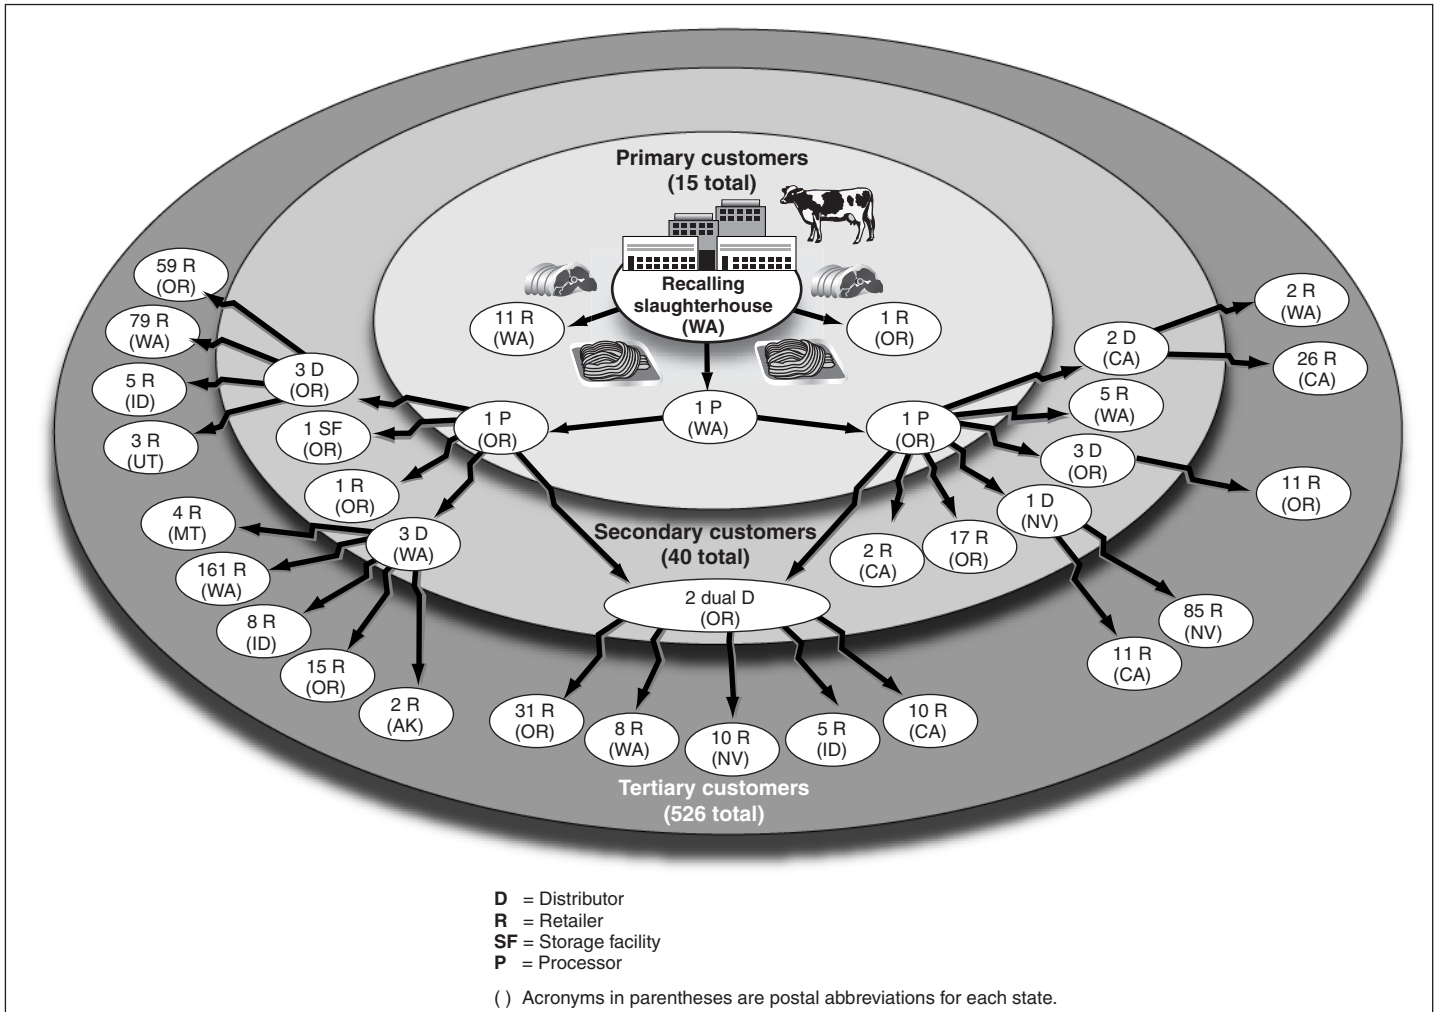 Primary customers
(15 total)
Recalling
slaughterhouse
(WA)
11 R
(WA)
1 R
(OR)
1 P
(WA)
1 P
(OR)
1 P
(OR)
59 R
(OR)
79 R
(WA)
5 R
(ID)
3 R
(UT)
3 D
(OR)
1 SF
(OR)
1 R
(OR)
3 D
(WA)
4 R
(MT)
161 R
(WA)
8 R
(ID)
15 R
(OR)
2 R
(AK)
Secondary customers
(40 total)
2 dual D
(OR)
31 R
(OR)
8 R
(WA)
10 R
(NV)
5 R
(ID)
10 R
(CA)
2 D
(CA)
5 R
(WA)
3 D
(OR)
1 D
(NV)
17 R
(OR)
2 R
(CA)
2 R
(WA)
26 R
(CA)
11 R
(OR)
85 R
(NV)
11 R
(CA)
Tertiary customers
(526 total)
D = Distributor
R = Retailer
SF = Storage facility
P = Processor
( ) Acronyms in parentheses are postal abbreviations for each state.